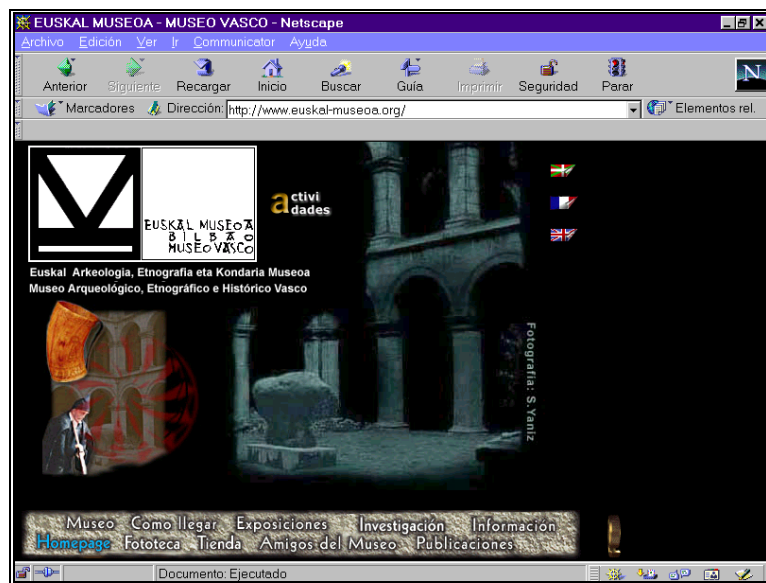 EUSKAL MUSEOA - MUSEO VASCO - Netscape
Archivo Edición Ver Ir Communicator Ayuda
Anterior Siguiente Recargar Inicio Buscar Guía Imprimir Seguridad Parar
N
Marcadores Dirección: http://www.euskal-museoa.org/ Elementos rel.
EUSKAL MUSEOA
BILBAO
MUSEO VASCO
actividades
Euskal Arkeologia, Etnografia eta Kondaria Museoa
Museo Arqueológico, Etnográfico e Histórico Vasco
Fotografia: S.Yaniz
Museo Como llegar Exposiciones Investigación Información
Homepage Fototeca Tienda Amigos del Museo Publicaciones
Documento: Ejecutado